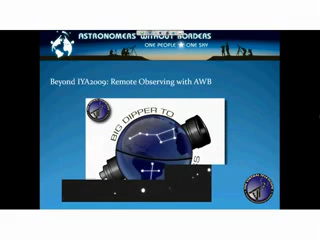 ASTRONOMERS WITHOUT BORDERS
ONE PEOPLE ★ ONE SKY
Beyond IYA2009: Remote Observing with AWB
BIG DIPPER TO